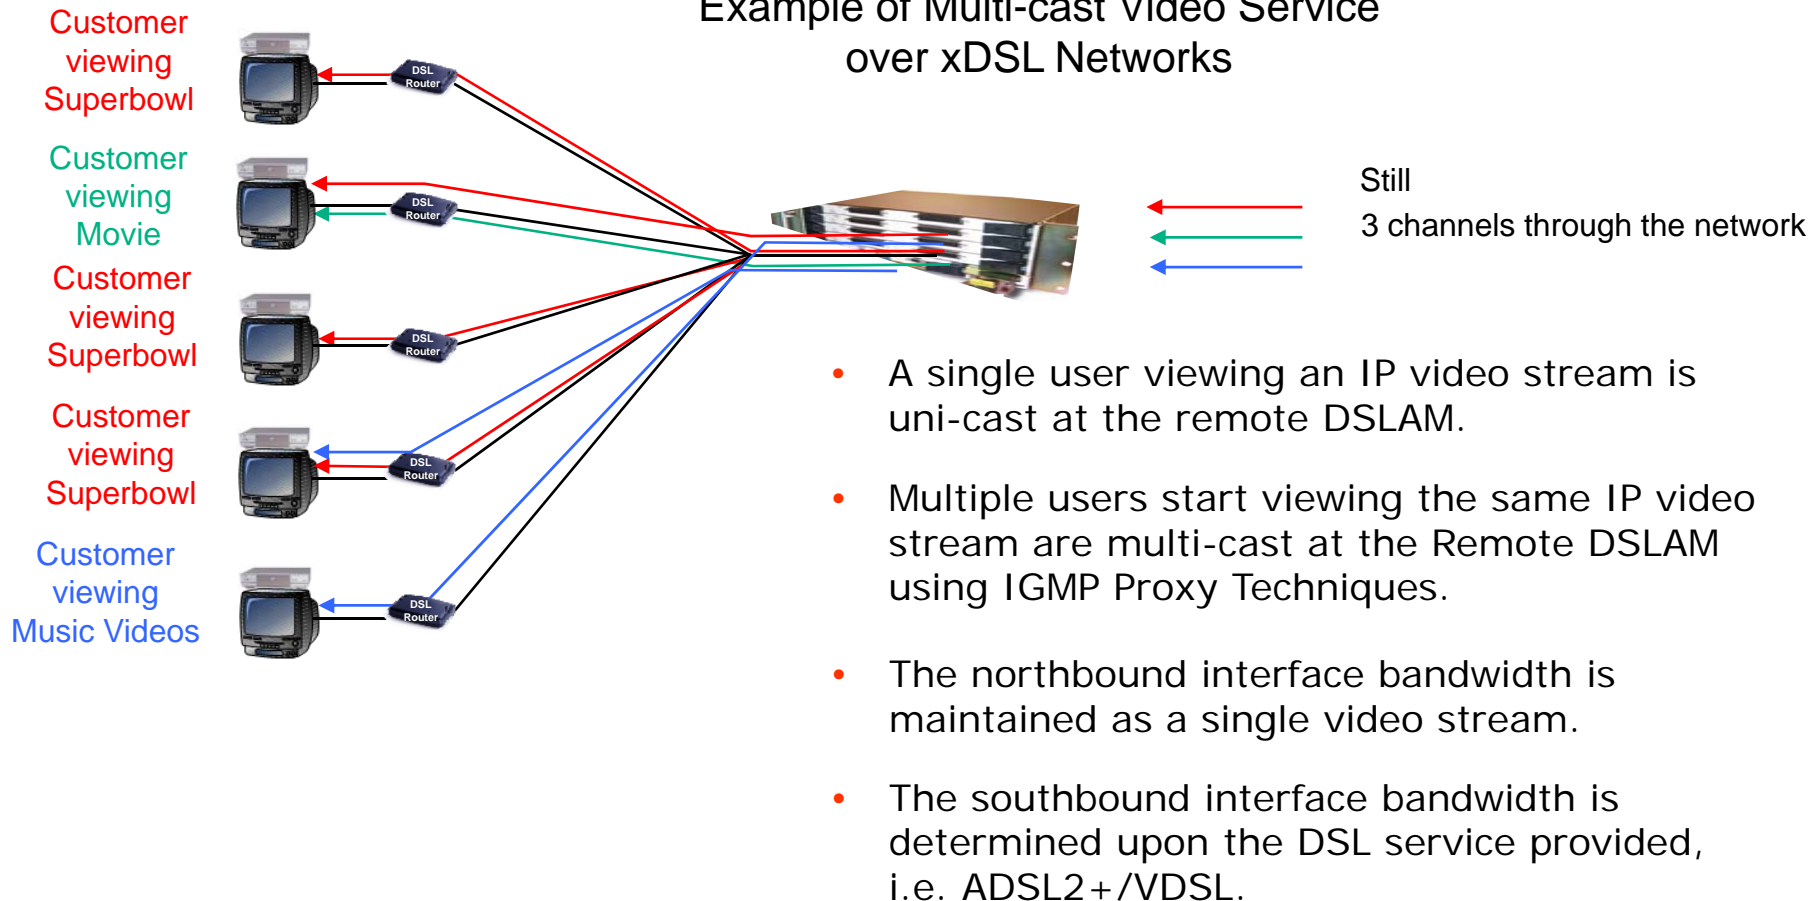 Example of Multi-cast Video Service
over xDSL Networks
Customer
viewing
Superbowl
DSL
Router
Customer
viewing
Movie
DSL
Router
Customer
viewing
Superbowl
DSL
Router
Customer
viewing
Superbowl
DSL
Router
Customer
viewing
Music Videos
DSL
Router
Still
3 channels through the network
• A single user viewing an IP video stream is
uni-cast at the remote DSLAM.
• Multiple users start viewing the same IP video
stream are multi-cast at the Remote DSLAM
using IGMP Proxy Techniques.
• The northbound interface bandwidth is
maintained as a single video stream.
• The southbound interface bandwidth is
determined upon the DSL service provided,
i.e. ADSL2+/VDSL.